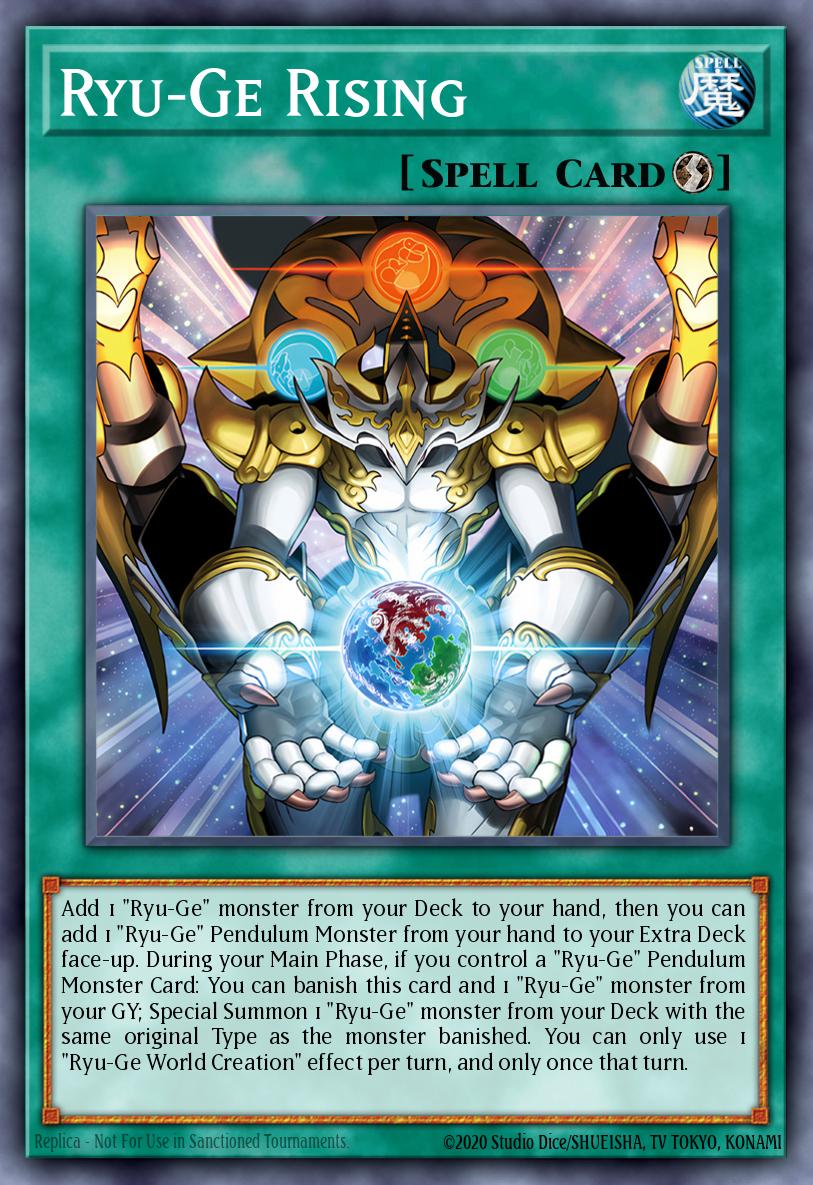 Ryu-Ge Rising
SPELL
魔
[Spell Card]
Add 1 "Ryu-Ge" monster from your Deck to your hand, then you can
add 1 "Ryu-Ge" Pendulum Monster from your hand to your Extra Deck
face-up. During your Main Phase, if you control a "Ryu-Ge" Pendulum
Monster Card: You can banish this card and 1 "Ryu-Ge" monster from
your GY; Special Summon 1 "Ryu-Ge" monster from your Deck with the
same original Type as the monster banished. You can only use 1
"Ryu-Ge World Creation" effect per turn, and only once that turn.
Replica - Not For Use in Sanctioned Tournaments.
©2020 Studio Dice/SHUEISHA, TV TOKYO, KONAMI